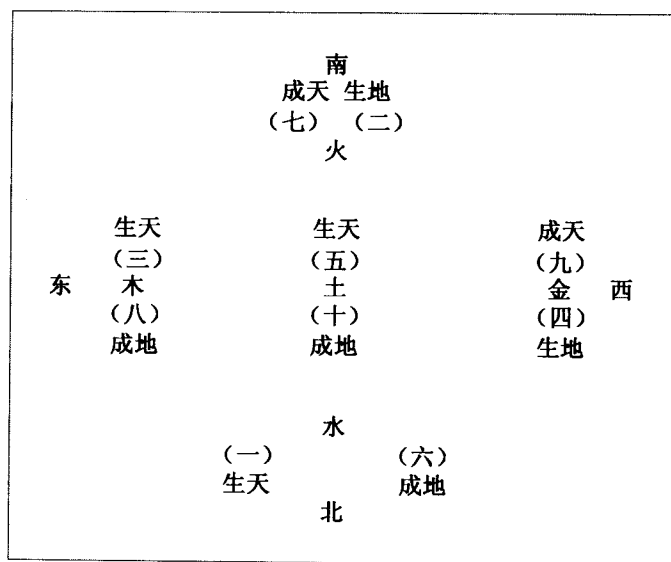 南
成天 生地
（七） （二）
火
生天 生天 成天
（三） （五） （九）
东 木 土 金 西
（八） （十） （四）
成地 成地 生地
水
（一） （六）
生天 成地
北